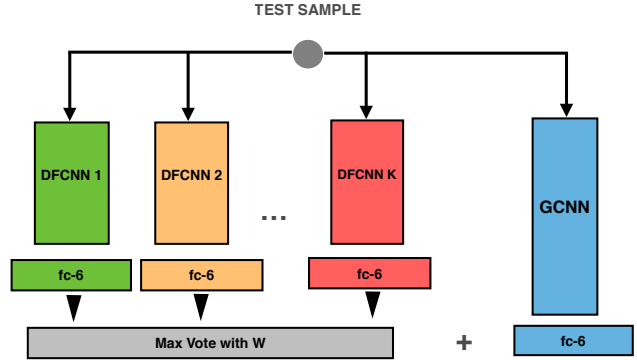 TEST SAMPLE
DFCNN 1
DFCNN 2
...
DFCNN K
GCNN
fc-6
fc-6
fc-6
Max Vote with W
+
fc-6